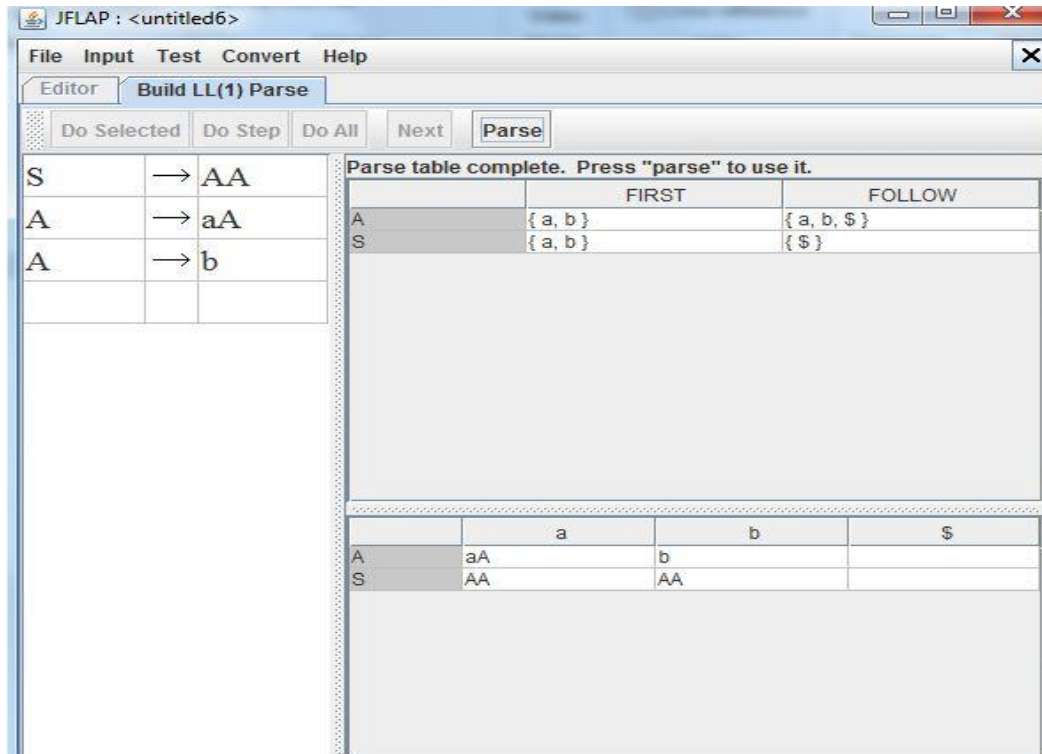 JFLAP : <untitled6>
File Input Test Convert Help
Editor Build LL(1) Parse
Do Selected Do Step Do All Next Parse
S → AA
A → aA
A → b
Parse table complete. Press "parse" to use it.
FIRST FOLLOW
A { a, b } { a, b, $ }
S { a, b } { $ }
a b $
A aA b
S AA AA